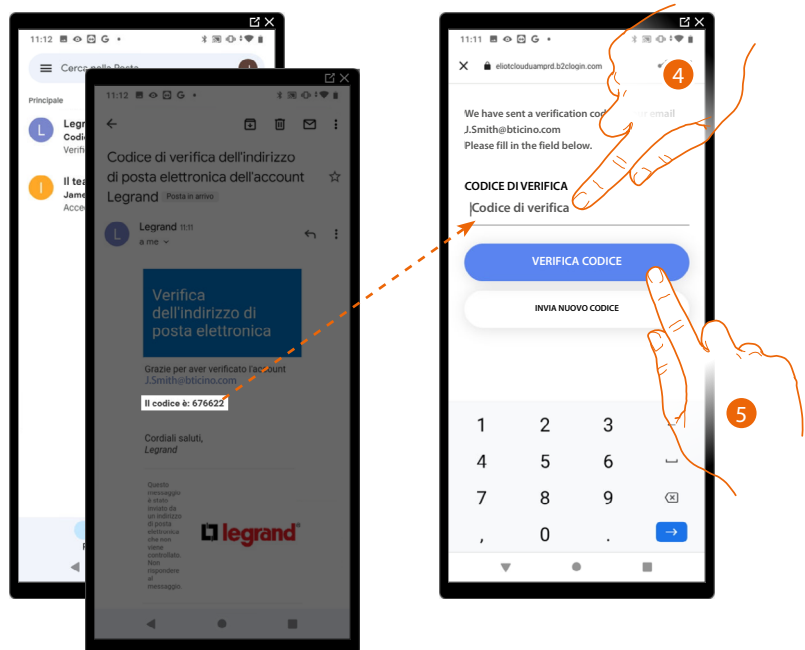 11:12
Cerca nella Posta
Principale
L
Legr
Codi
Verifi
I
Il tea
Jame
Acce
11:12
Codice di verifica dell'indirizzo
di posta elettronica dell'account
Legrand Posta in arrivo
L
Legrand 11:11
a me
Verifica
dell'indirizzo di
posta elettronica
Grazie per aver verificato l'account
J.Smith@bticino.com
Il codice è: 676622
Cordiali saluti,
Legrand
Questo
messaggio
è stato
inviato da
un indirizzo
di posta
elettronica
che non
viene
controllato.
Non
rispondere
al
messaggio.
legrand®
11:11
eliotclouduamprd.b2clogin.com
4
We have sent a verification cod email
J.Smith@bticino.com
Please fill in the field below.
CODICE DI VERIFICA
Codice di verifica
VERIFICA CODICE
INVIA NUOVO CODICE
5
1 2 3 -
4 5 6
7 8 9
, 0 .